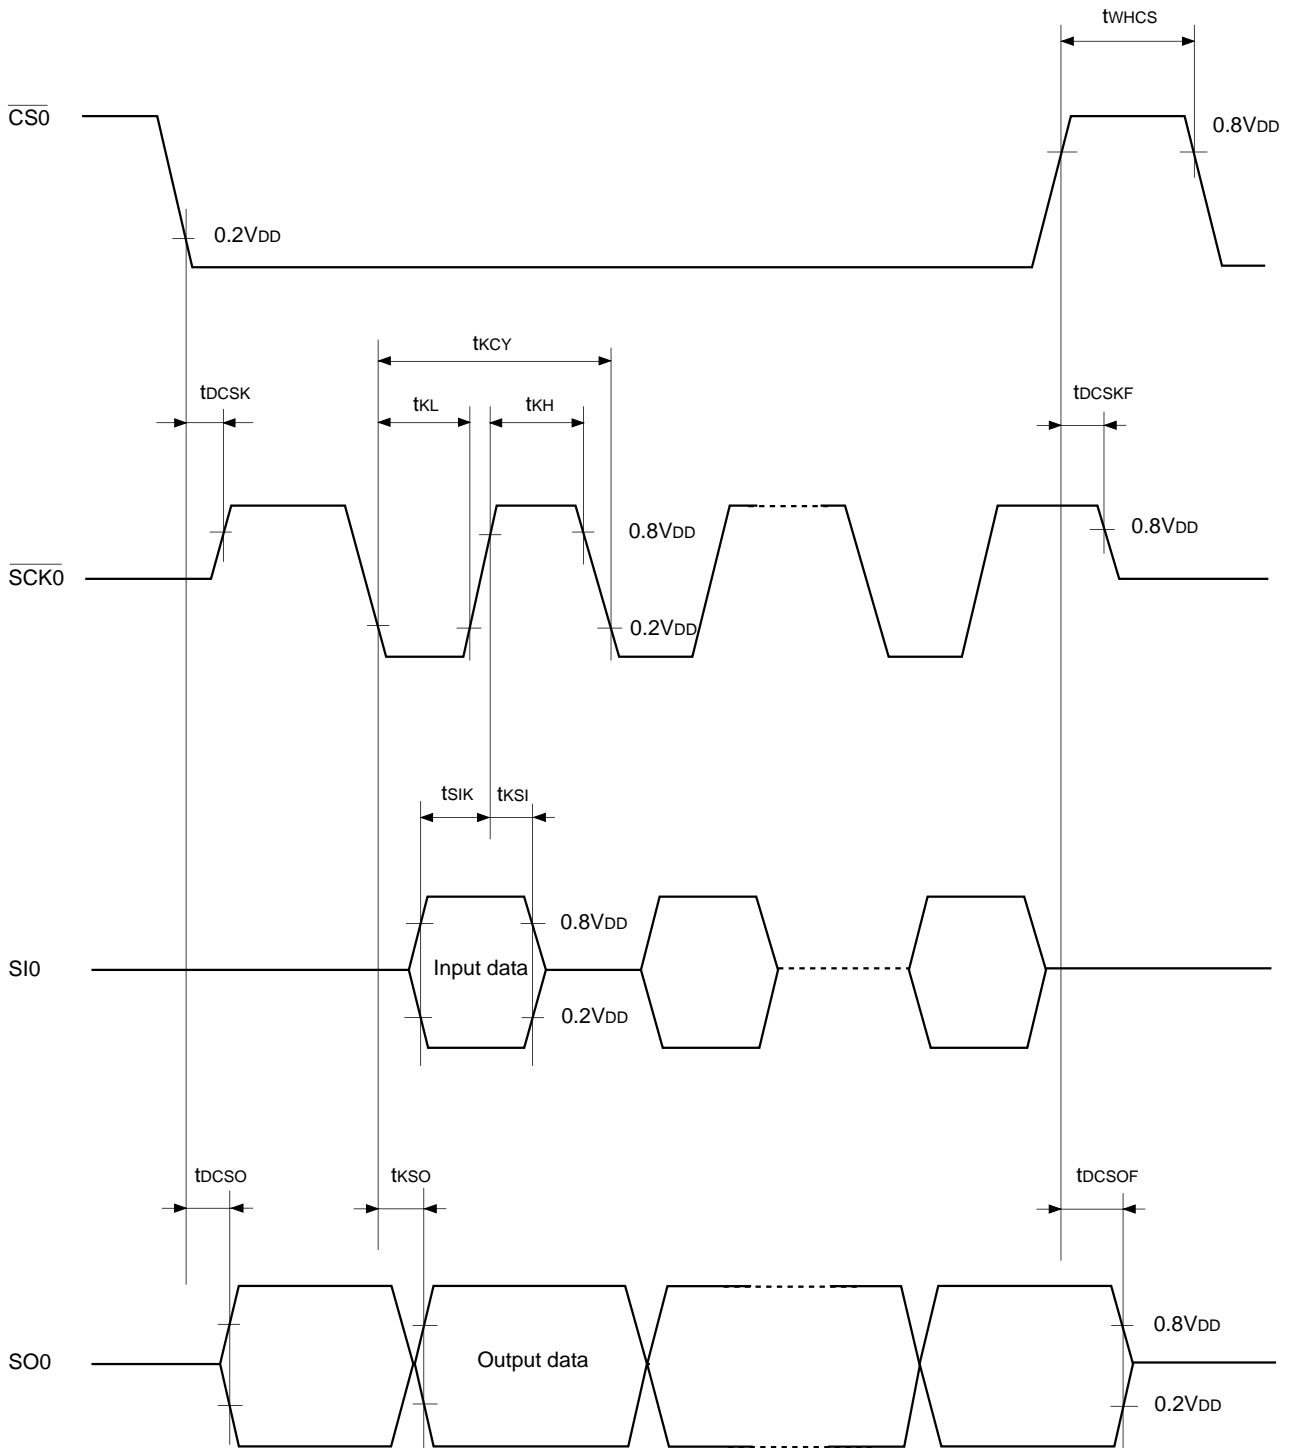 tWHCS
CS0
0.8VDD
0.2VDD
tKCY
tDCSK
tKL
tKH
tDCSKF
0.8VDD
0.8VDD
SCK0
0.2VDD
tSIK
tKSI
0.8VDD
SI0
Input data
0.2VDD
tDCSO
tKSO
tDCSOF
0.8VDD
SO0
Output data
0.2VDD